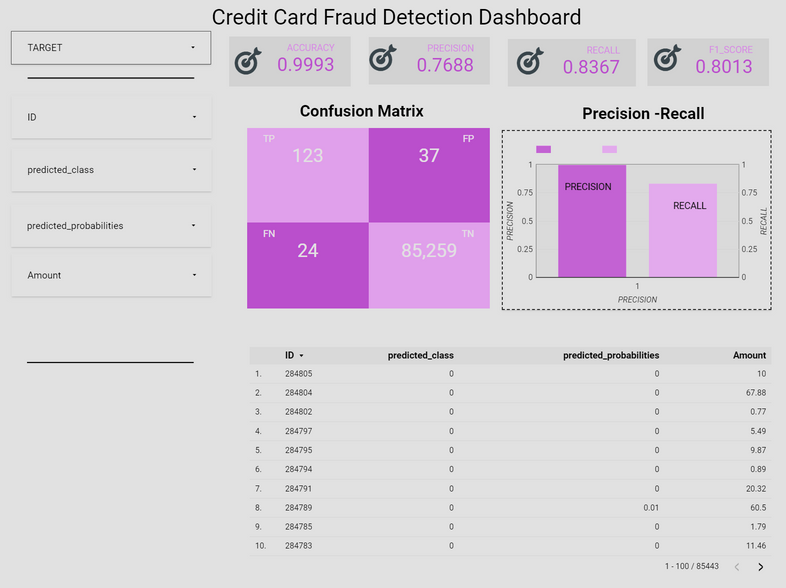 Credit Card Fraud Detection Dashboard
TARGET
ID
predicted_class
predicted_probabilities
Amount
ACCURACY
0.9993
PRECISION
0.7688
RECALL
0.8367
F1_SCORE
0.8013
Confusion Matrix
TP
123
FP
37
FN
24
TN
85,259
Precision -Recall
1
0.75
0.5
0.25
0
PRECISION
PRECISION
RECALL
1
0.75
0.5
0.25
0
RECALL
1
PRECISION
ID predicted_class predicted_probabilities Amount
1. 284805 0 0 10
2. 284804 0 0 67.88
3. 284802 0 0 0.77
4. 284797 0 0 5.49
5. 284795 0 0 9.87
6. 284794 0 0 0.89
7. 284791 0 0 20.32
8. 284789 0 0.01 60.5
9. 284785 0 0 1.79
10. 284783 0 0 11.46
1 - 100 / 85443